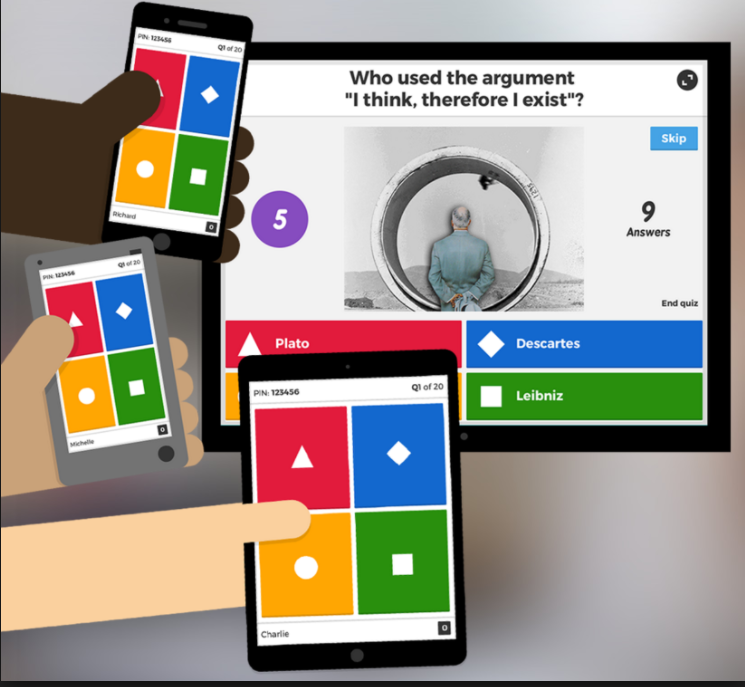 PIN: 123456
Q1 of 20
Richard
0
Who used the argument
"I think, therefore I exist"?
Skip
5
9
Answers
End quiz
Plato
Descartes
Leibniz
PIN: 123456
Q1 of 20
Michelle
0
PIN: 123456
Q1 of 20
Charlie
0